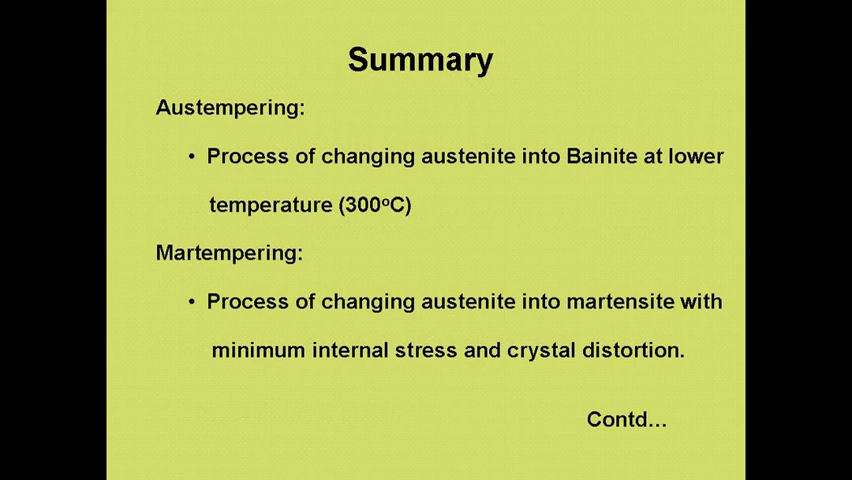 Summary
Austempering:
• Process of changing austenite into Bainite at lower
temperature (300ᵒC)
Martempering:
• Process of changing austenite into martensite with
minimum internal stress and crystal distortion.
Contd...